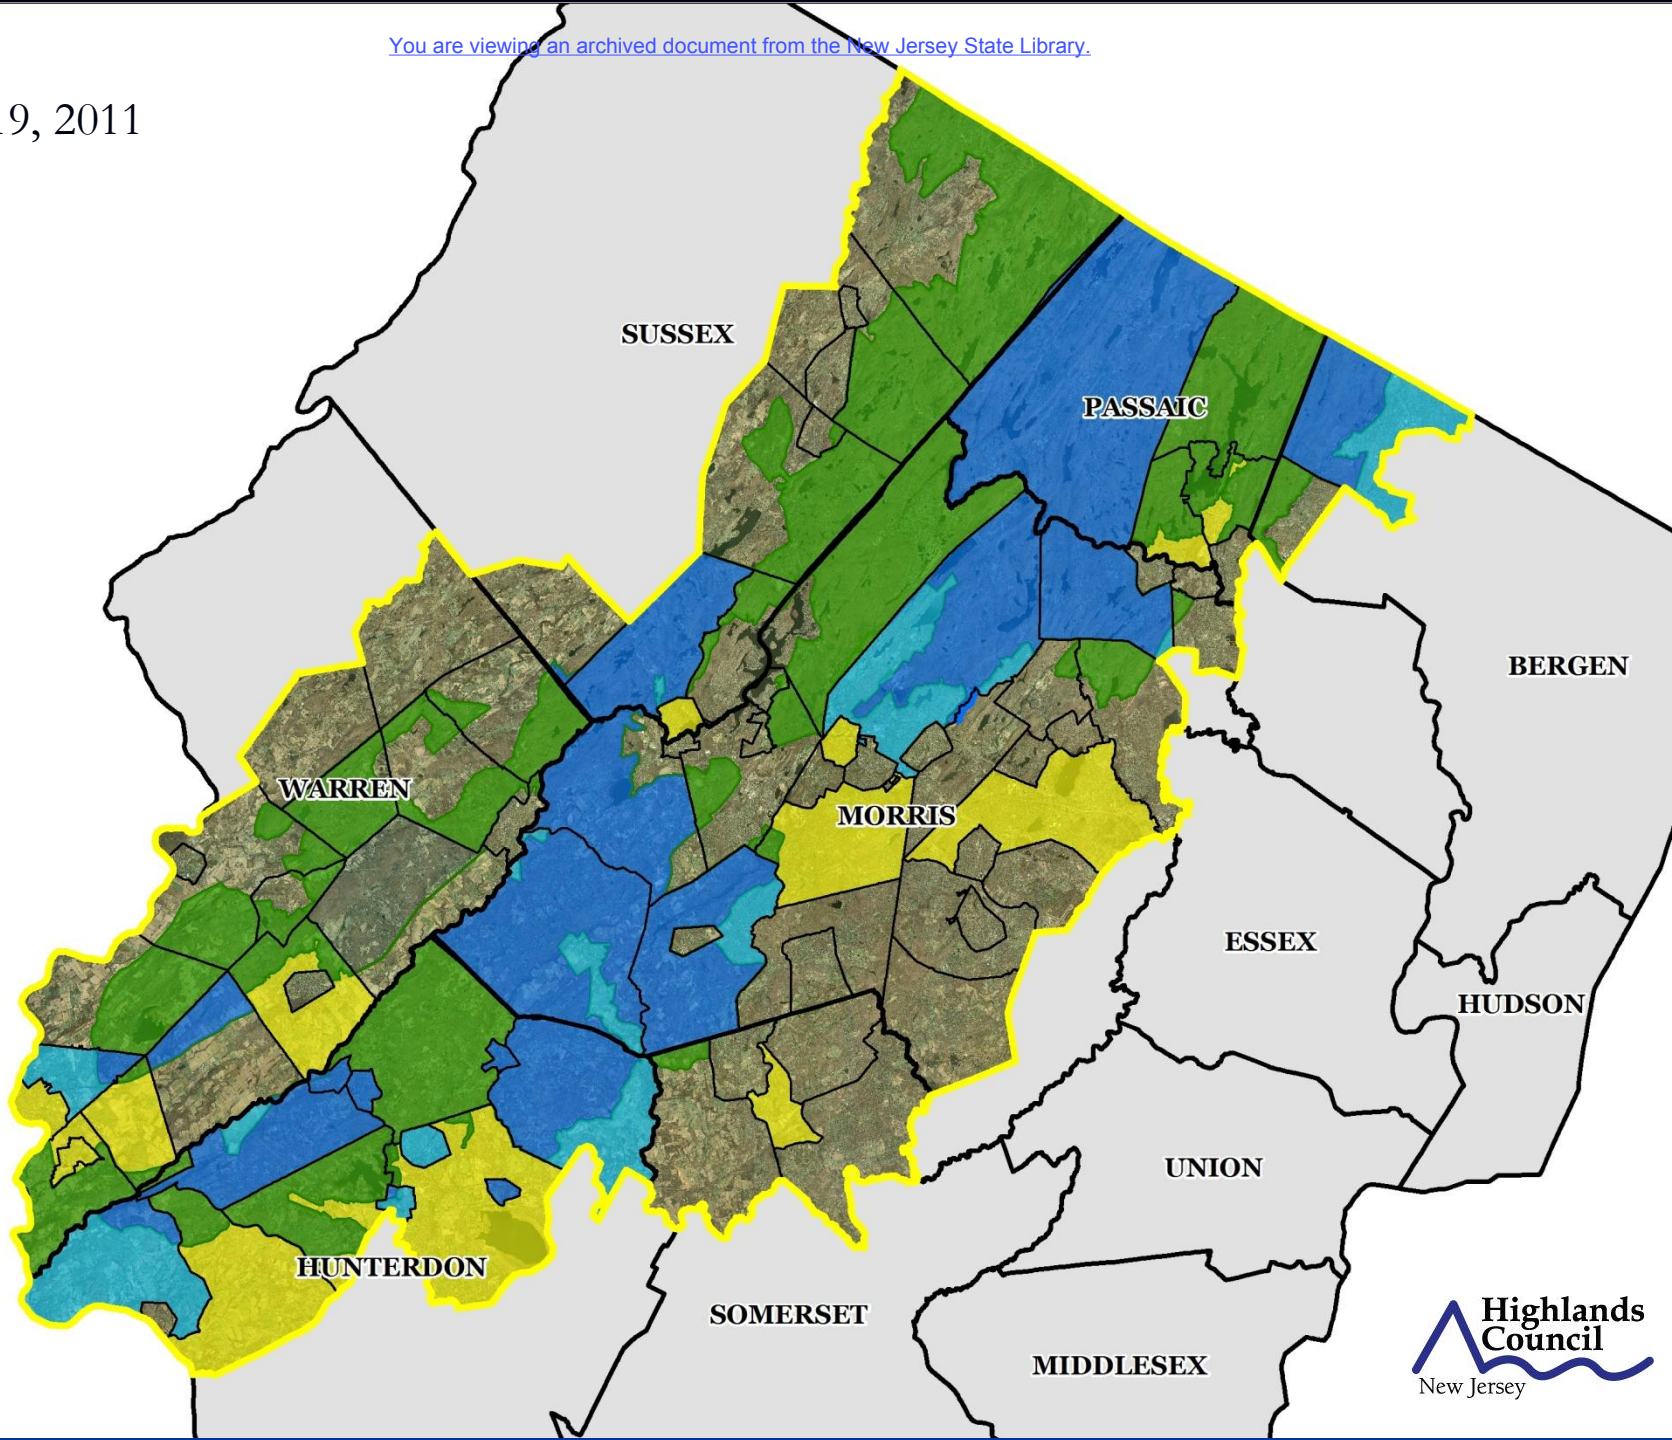 You are viewing an archived document from the New Jersey State Library.
9, 2011
SUSSEX
PASSAIC
BERGEN
WARREN
MORRIS
ESSEX
HUDSON
UNION
HUNTERDON
SOMERSET
MIDDLESEX
Highlands
Council
New Jersey